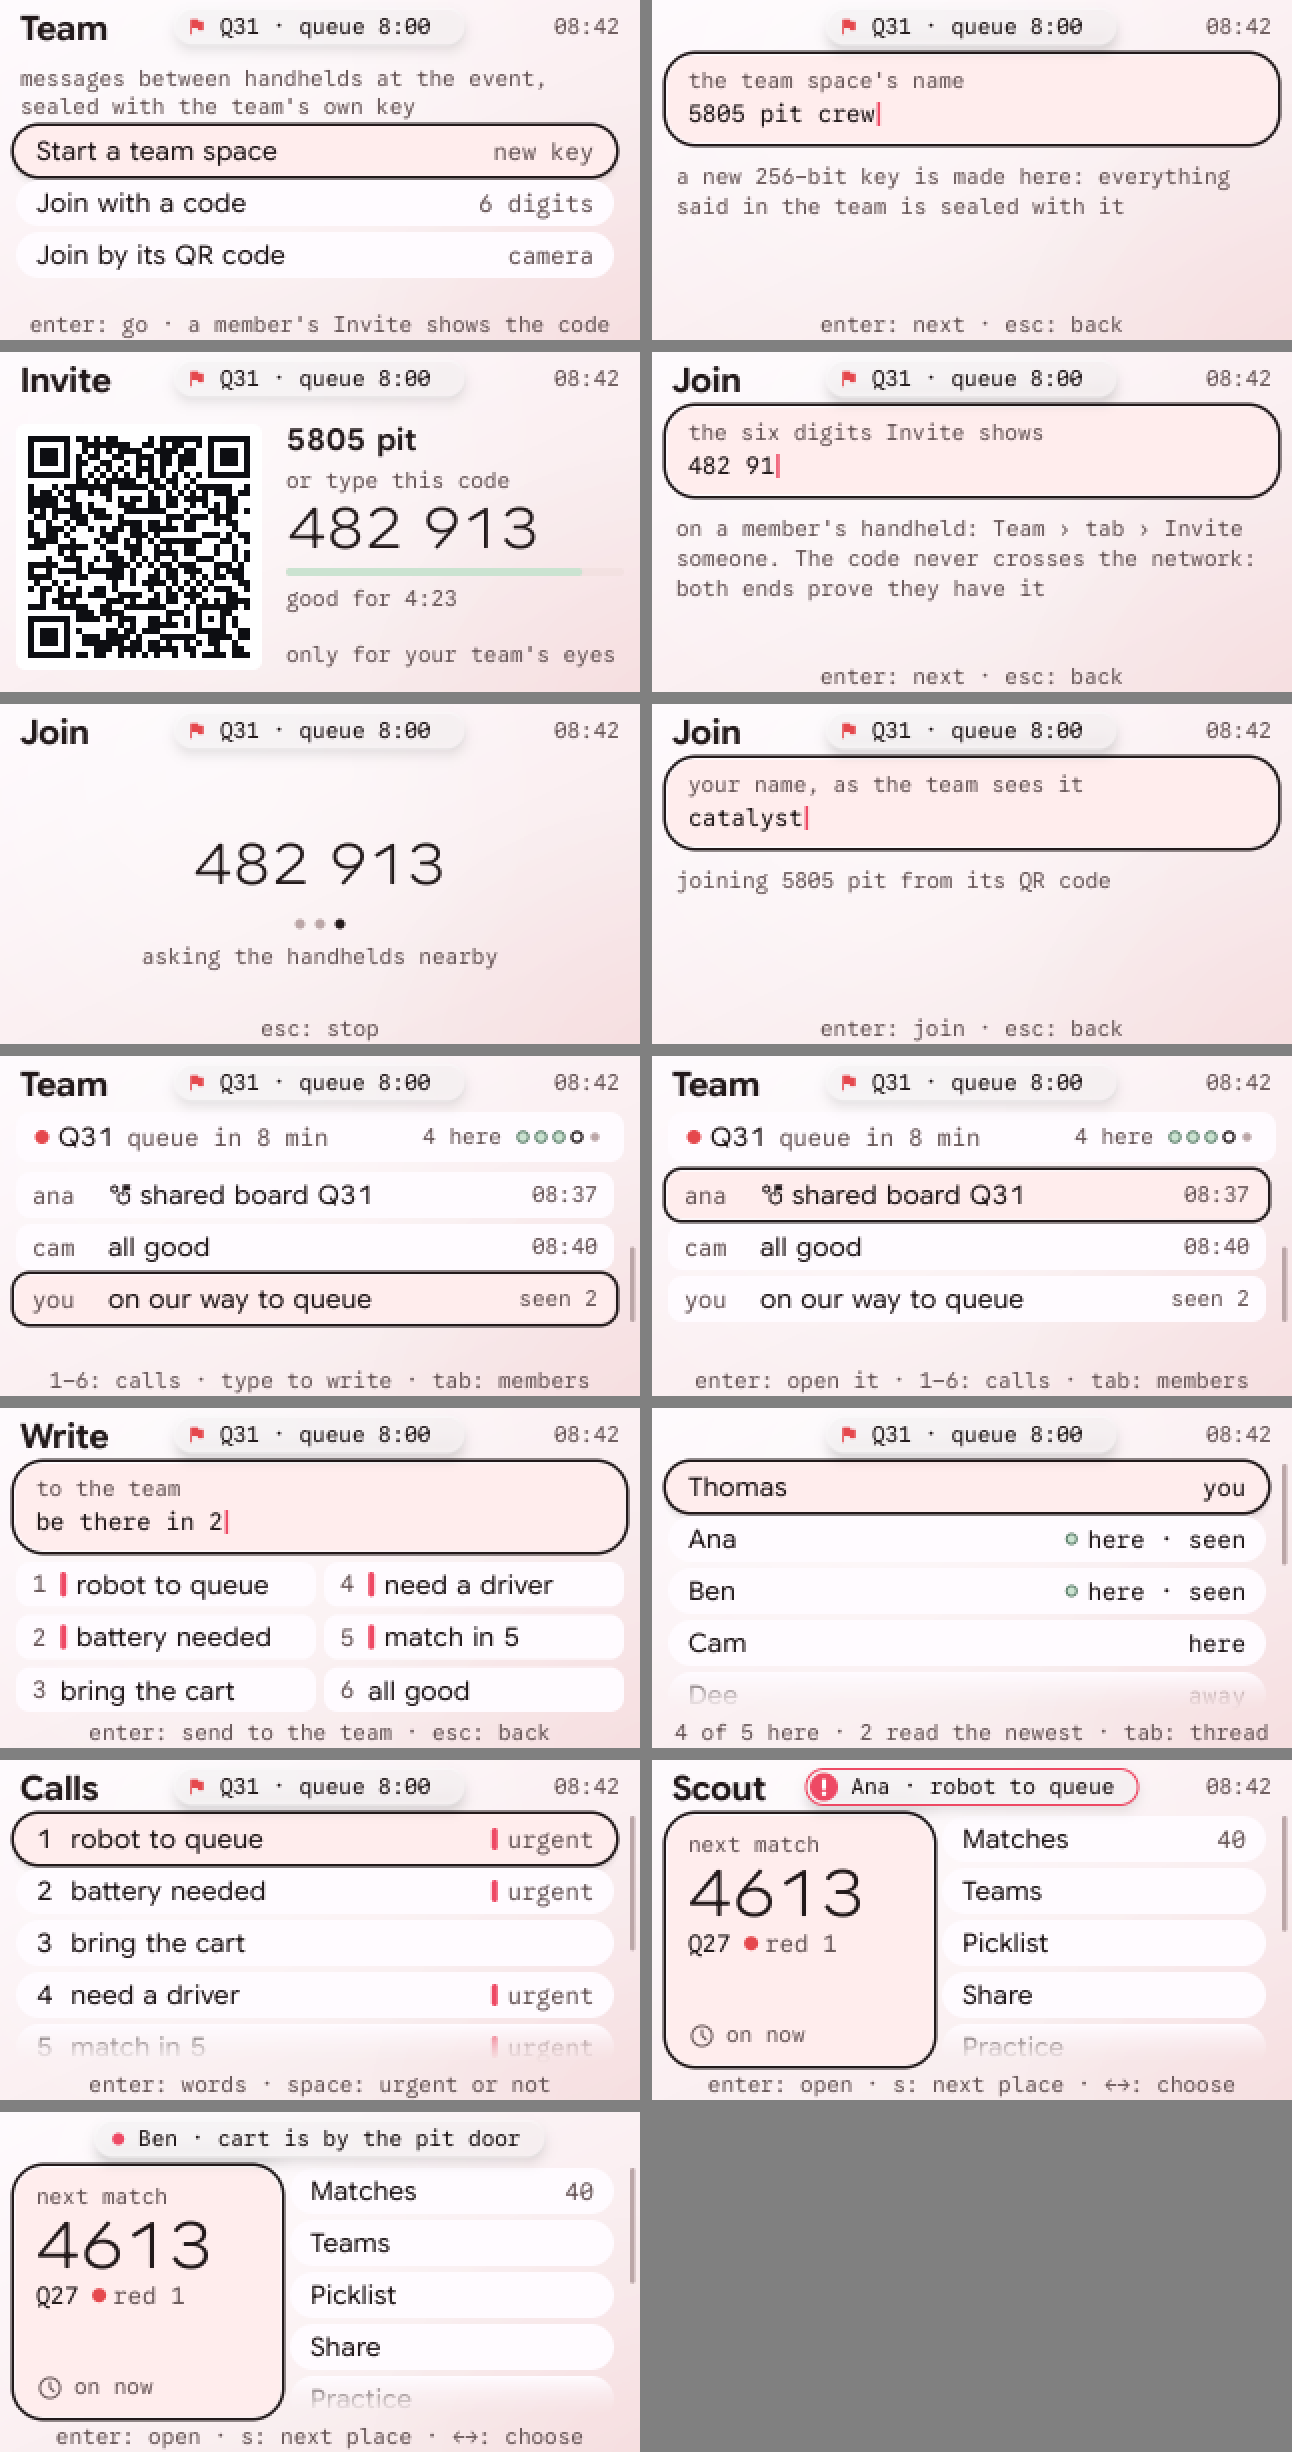 Team
Q31 · queue 8:00
08:42
messages between handhelds at the event,
sealed with the team's own key
Start a team space
new key
Join with a code
6 digits
Join by its QR code
camera
enter: go · a member's Invite shows the code
Q31 · queue 8:00
08:42
the team space's name
5805 pit crew
a new 256-bit key is made here: everything
said in the team is sealed with it
enter: next · esc: back
Invite
Q31 · queue 8:00
08:42
5805 pit
or type this code
482 913
good for 4:23
only for your team's eyes
Join
Q31 · queue 8:00
08:42
the six digits Invite shows
482 91
on a member's handheld: Team › tab › Invite
someone. The code never crosses the network:
both ends prove they have it
enter: next · esc: back
Join
Q31 · queue 8:00
08:42
482 913
asking the handhelds nearby
esc: stop
Join
Q31 · queue 8:00
08:42
your name, as the team sees it
catalyst
joining 5805 pit from its QR code
enter: join · esc: back
Team
Q31 · queue 8:00
08:42
Q31 queue in 8 min
4 here
ana
shared board Q31
08:37
cam
all good
08:40
you
on our way to queue
seen 2
1-6: calls · type to write · tab: members
Team
Q31 · queue 8:00
08:42
Q31 queue in 8 min
4 here
ana
shared board Q31
08:37
cam
all good
08:40
you
on our way to queue
seen 2
enter: open it · 1-6: calls · tab: members
Write
Q31 · queue 8:00
08:42
to the team
be there in 2
1 robot to queue
4 need a driver
2 battery needed
5 match in 5
3 bring the cart
6 all good
enter: send to the team · esc: back
Q31 · queue 8:00
08:42
Thomas
you
Ana
here · seen
Ben
here · seen
Cam
here
Dee
away
4 of 5 here · 2 read the newest · tab: thread
Calls
Q31 · queue 8:00
08:42
1 robot to queue
urgent
2 battery needed
urgent
3 bring the cart
4 need a driver
urgent
5 match in 5
urgent
enter: words · space: urgent or not
Scout
Ana · robot to queue
08:42
next match
4613
Q27 red 1
on now
Matches
40
Teams
Picklist
Share
Practice
enter: open · s: next place · ↔: choose
Ben · cart is by the pit door
next match
4613
Q27 red 1
on now
Matches
40
Teams
Picklist
Share
Practice
enter: open · s: next place · ↔: choose